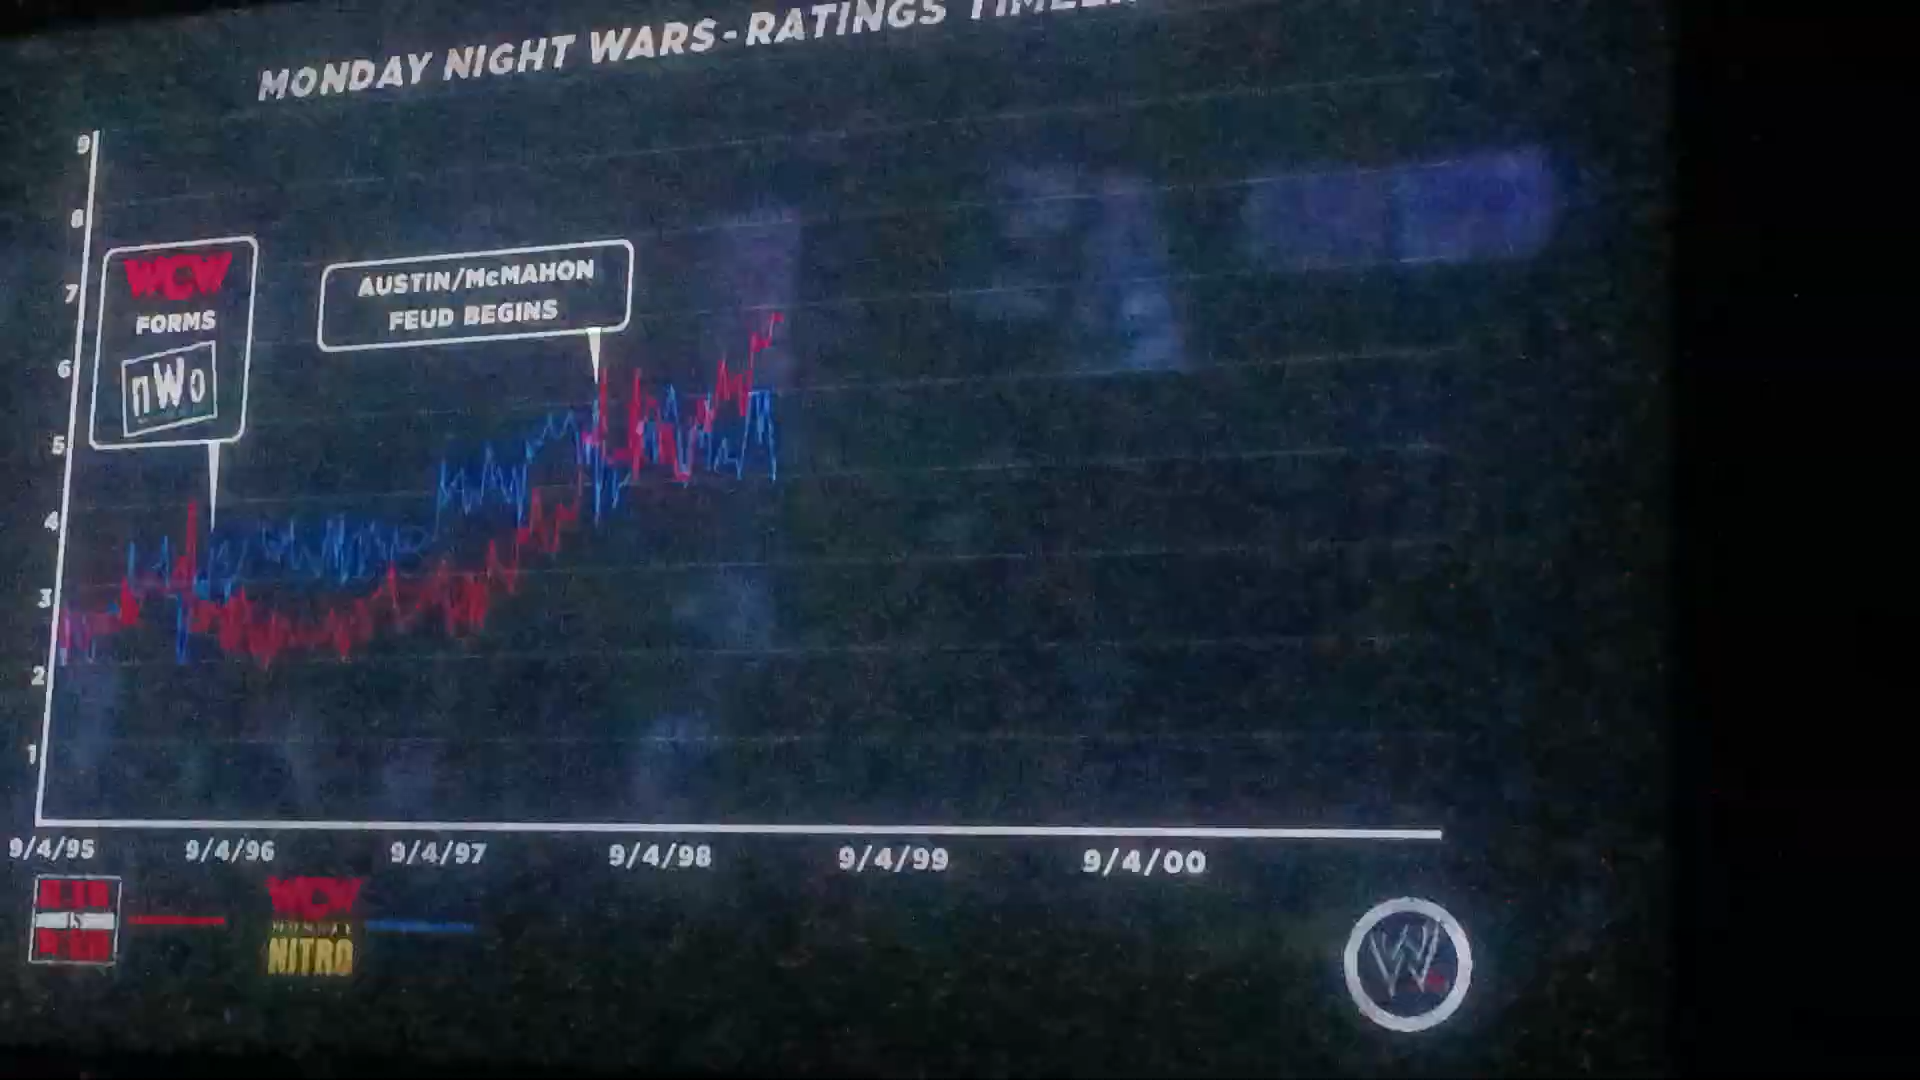 MONDAY NIGHT WARS-RATINGS
9
8
7
6
5
4
3
2
1
WCW
FORMS
nWo
AUSTIN/McMAHON
FEUD BEGINS
9/4/95
9/4/96
9/4/97
9/4/98
9/4/99
9/4/00
WCW
NITRO
W